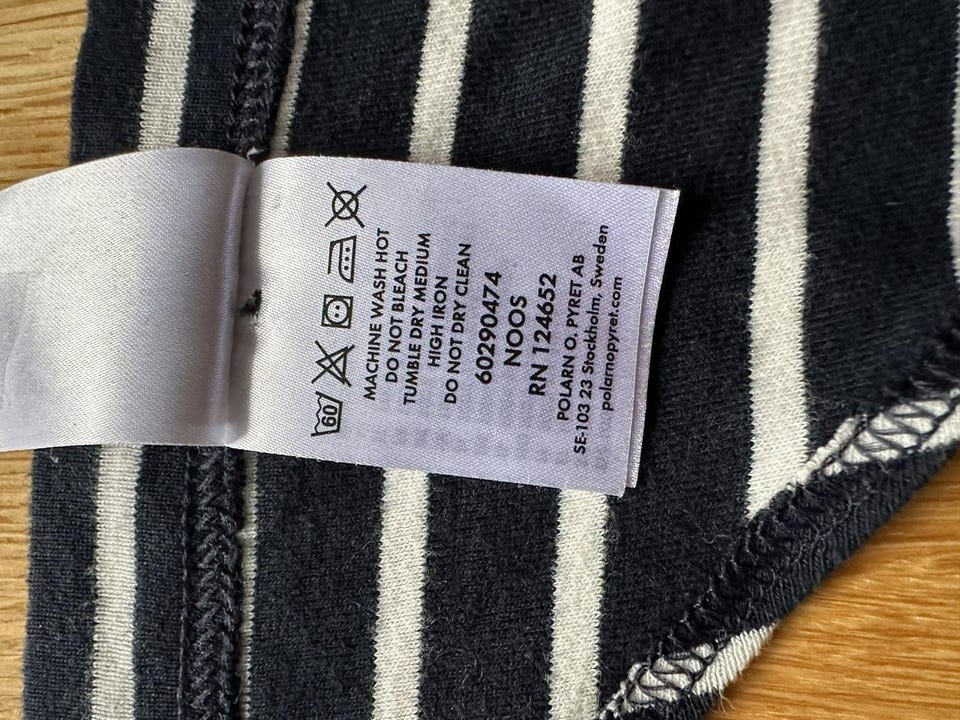 60
MACHINE WASH HOT
DO NOT BLEACH
TUMBLE DRY MEDIUM
HIGH IRON
DO NOT DRY CLEAN
60290474
NOOS
RN 124652
POLARN O. PYRET AB
SE-103 23 Stockholm, Sweden
polarnopyret.com